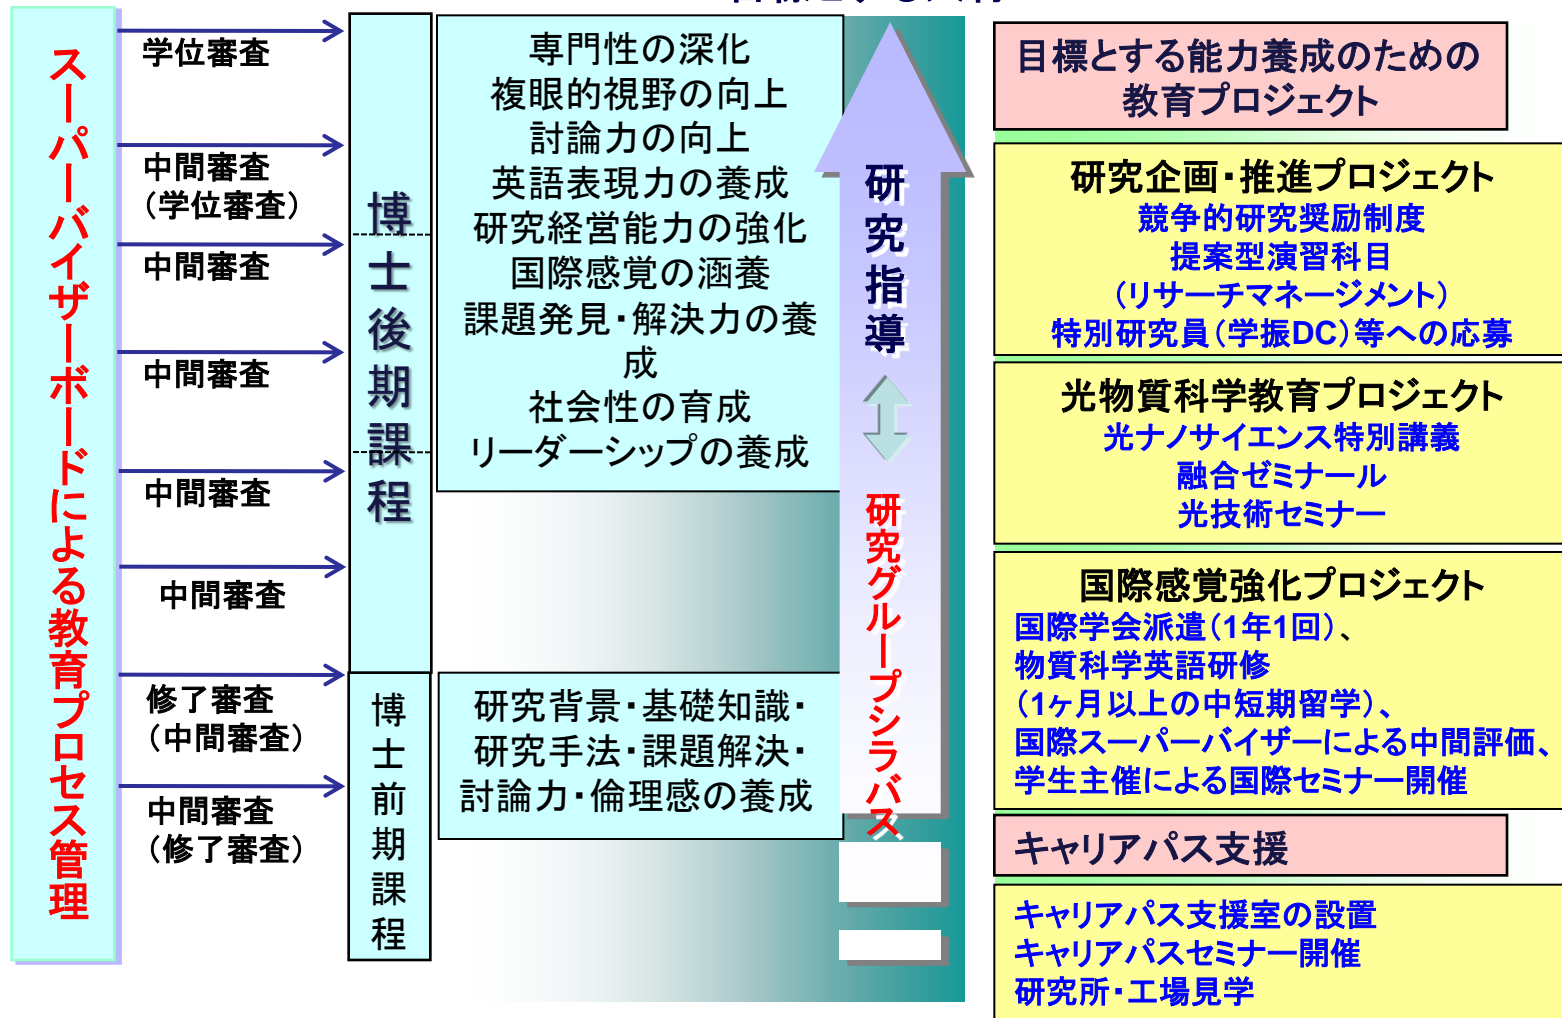 スーパーバイザーボードによる教育プロセス管理
学位審査
中間審査
（学位審査）
中間審査
中間審査
中間審査
中間審査
修了審査
（中間審査）
中間審査
（修了審査）
博士後期課程
博士前期課程
専門性の深化
複眼的視野の向上
討論力の向上
英語表現力の養成
研究経営能力の強化
国際感覚の涵養
課題発見・解決力の養
成
社会性の育成
リーダーシップの養成
研究背景・基礎知識・
研究手法・課題解決・
討論力・倫理感の養成
研究指導
研究グループシラバス
目標とする能力養成のための
教育プロジェクト
研究企画・推進プロジェクト
競争的研究奨励制度
提案型演習科目
（リサーチマネージメント）
特別研究員（学振DC）等への応募
光物質科学教育プロジェクト
光ナノサイエンス特別講義
融合ゼミナール
光技術セミナー
国際感覚強化プロジェクト
国際学会派遣（1年1回）、
物質科学英語研修
（1ヶ月以上の中短期留学）、
国際スーパーバイザーによる中間評価、
学生主催による国際セミナー開催
キャリアパス支援
キャリアパス支援室の設置
キャリアパスセミナー開催
研究所・工場見学